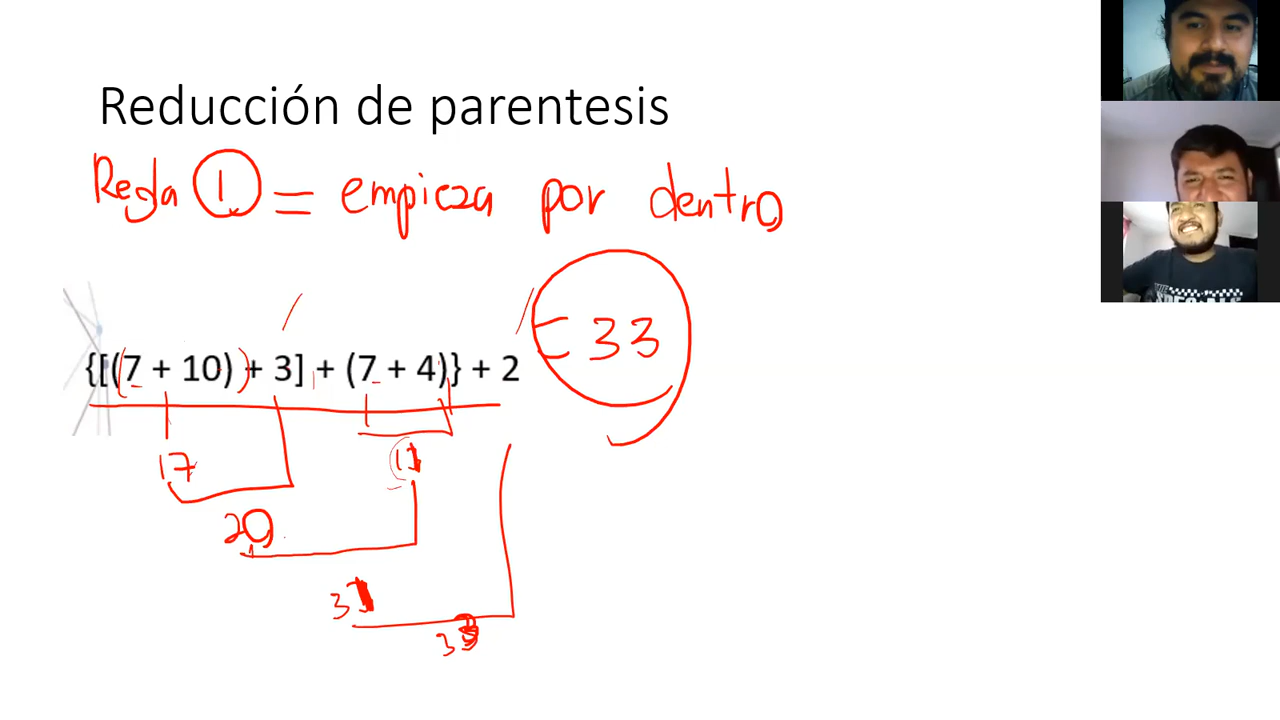 Reducción de parentesis
Regla 1 = empieza por dentro
{[(7 + 10) + 3] + (7 + 4)} + 2 = 33
17
11
20
31
33